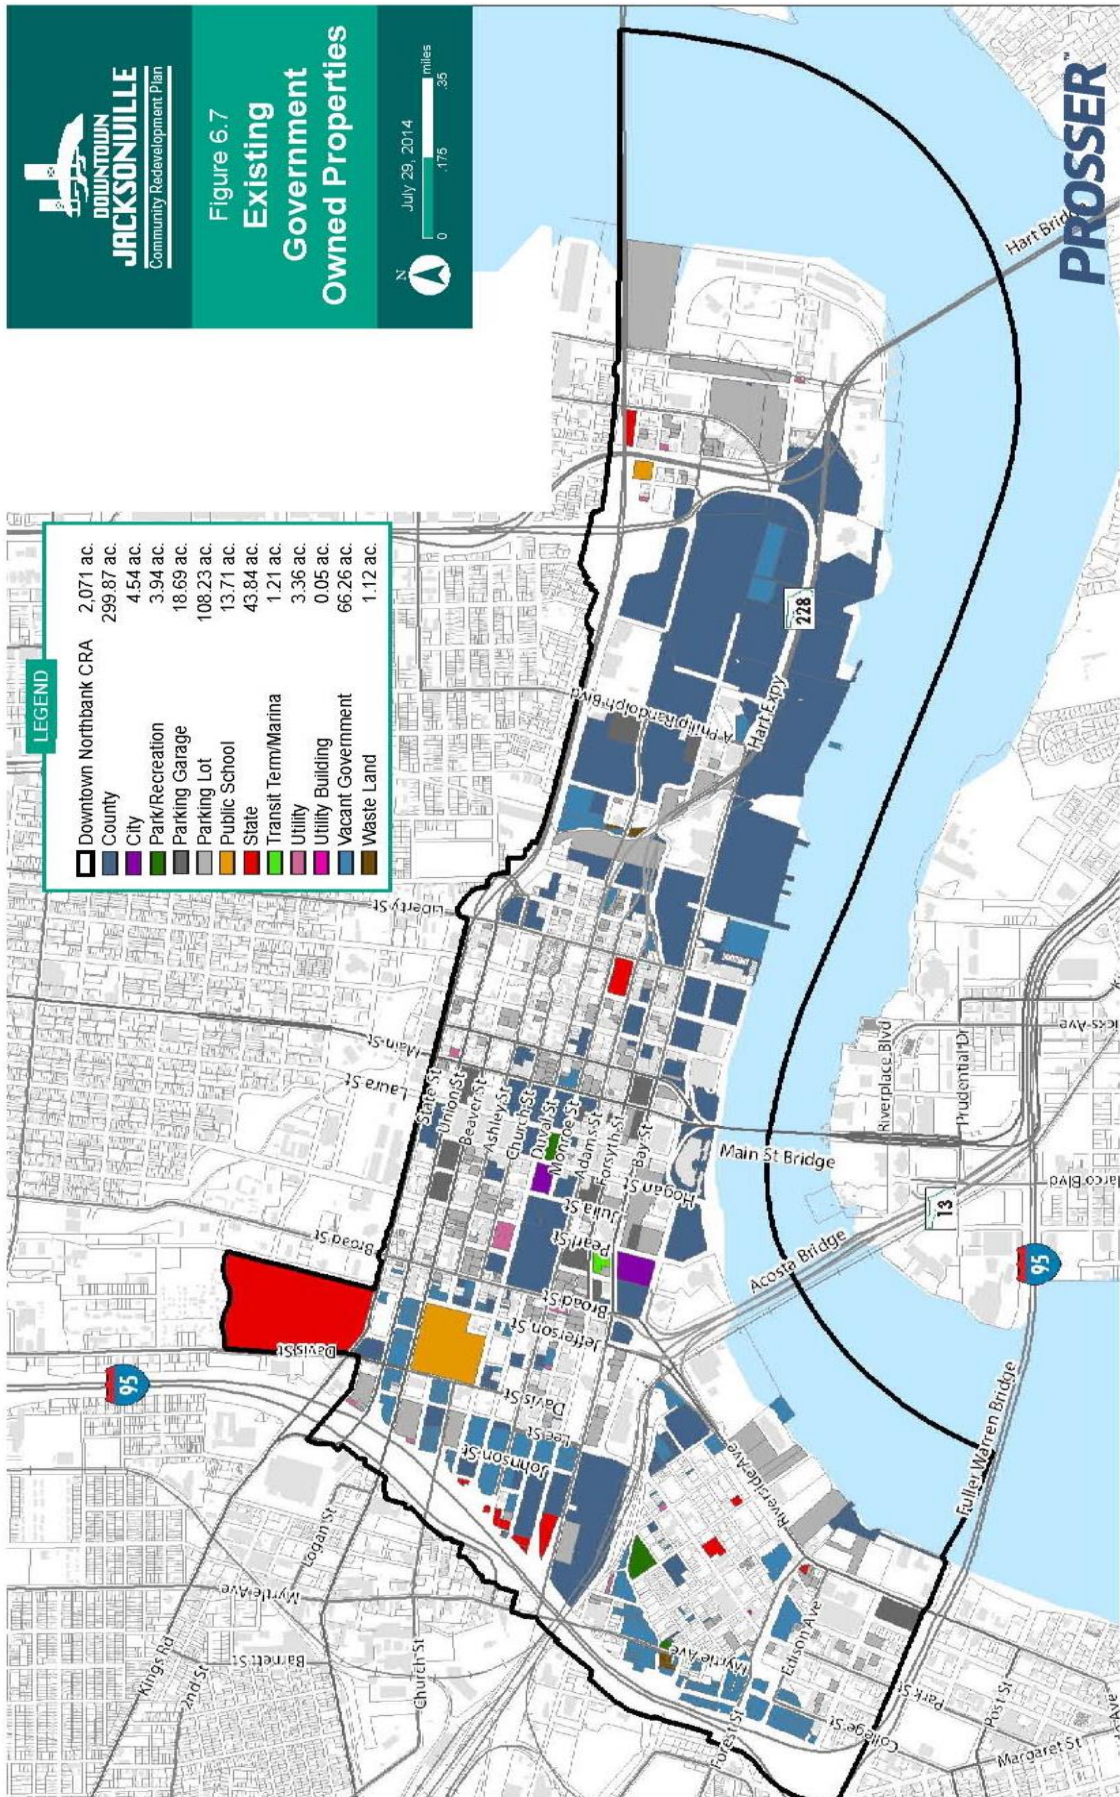 DOWNTOWN
JACKSONVILLE
Community Redevelopment Plan
Figure 6.7
Existing
Government
Owned Properties
N
July 29, 2014
0 .175 .35 miles
LEGEND
Downtown Northbank CRA 2,071 ac.
County 299.87 ac.
City 4.54 ac.
Park/Recreation 3.94 ac.
Parking Garage 18.69 ac.
Parking Lot 108.23 ac.
Public School 13.71 ac.
State 43.84 ac.
Transit Term/Marina 1.21 ac.
Utility 3.36 ac.
Utility Building 0.05 ac.
Vacant Government 66.26 ac.
Waste Land 1.12 ac.
95
Kings Rd
2nd St
Barnett St
Myrtle Ave
Logan St
Church St
Davis St
Broad St
Laura St
Main St
Liberty St
State St
Union St
Beaver St
Ashley St
Church St
Duval St
Monroe St
Adams St
Forsyth St
Bay St
Hogan St
Julia St
Pearl St
Broad St
Jefferson St
Davis St
Lee St
Johnson St
A Philip Randolph Blvd
Hart Expy
228
Hart Bridge
Riverside Ave
Edison Ave
Myrtle Ave
Forest St
College St
Park St
Post St
Margaret St
Fuller Warren Bridge
Acosta Bridge
Main St Bridge
Riverplace Blvd
Prudential Dr
13
95
PROSSER™